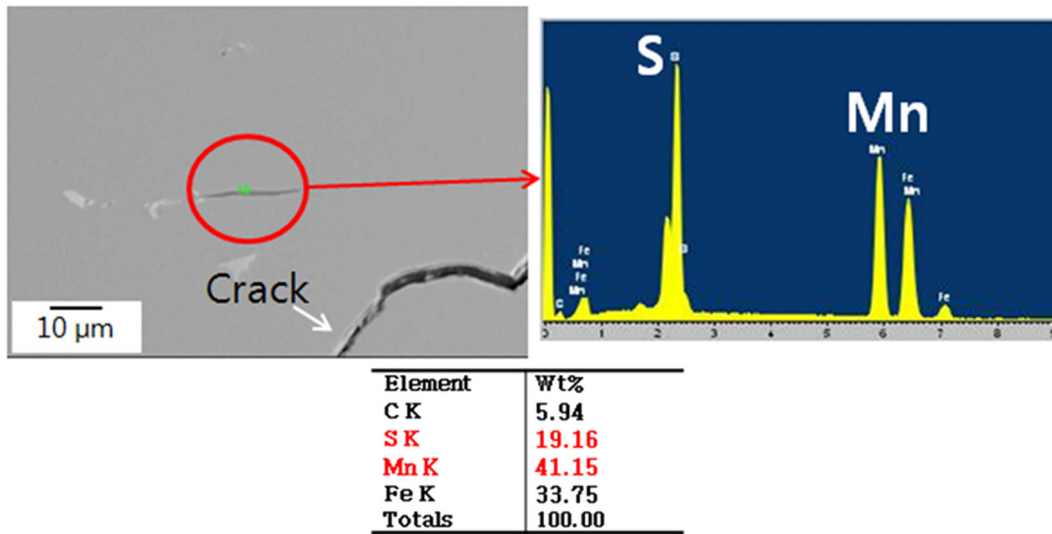 S
S
Mn
Mn
Fe
Mn
Fe
Mn
Fe
Mn
C
S
Fe
0 1 2 3 4 5 6 7 8 9
Crack
10 µm
Element Wt%
C K 5.94
S K 19.16
Mn K 41.15
Fe K 33.75
Totals 100.00